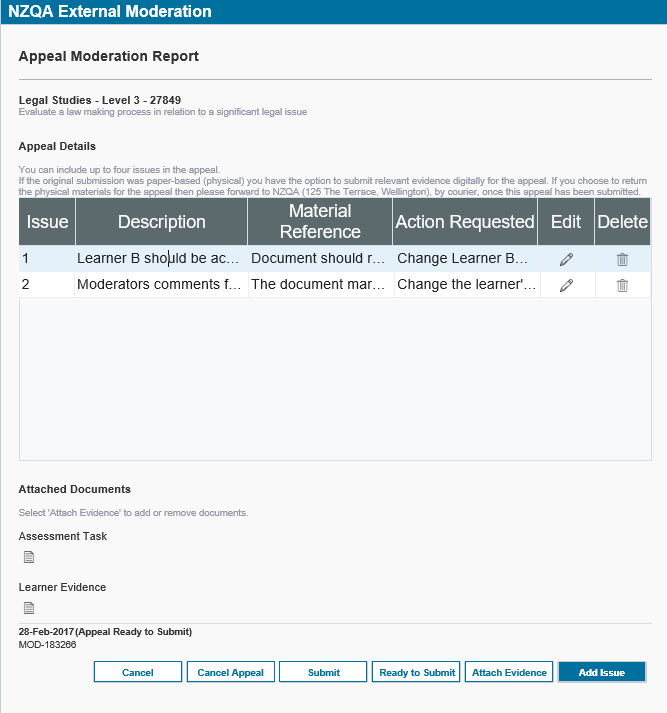 NZQA External Moderation
Appeal Moderation Report
Legal Studies - Level 3 - 27849
Evaluate a law making process in relation to a significant legal issue
Appeal Details
You can include up to four issues in the appeal.
If the original submission was paper-based (physical) you have the option to submit relevant evidence digitally for the appeal. If you choose to return
the physical materials for the appeal then please forward to NZQA (125 The Terrace, Wellington), by courier, once this appeal has been submitted.
Issue Description Material Reference Action Requested Edit Delete
1 Learner B should be ac... Document should r... Change Learner B...
2 Moderators comments f... The document mar... Change the learner'...
Attached Documents
Select 'Attach Evidence' to add or remove documents.
Assessment Task
Learner Evidence
28-Feb-2017(Appeal Ready to Submit)
MOD-183266
Cancel Cancel Appeal Submit Ready to Submit Attach Evidence Add Issue